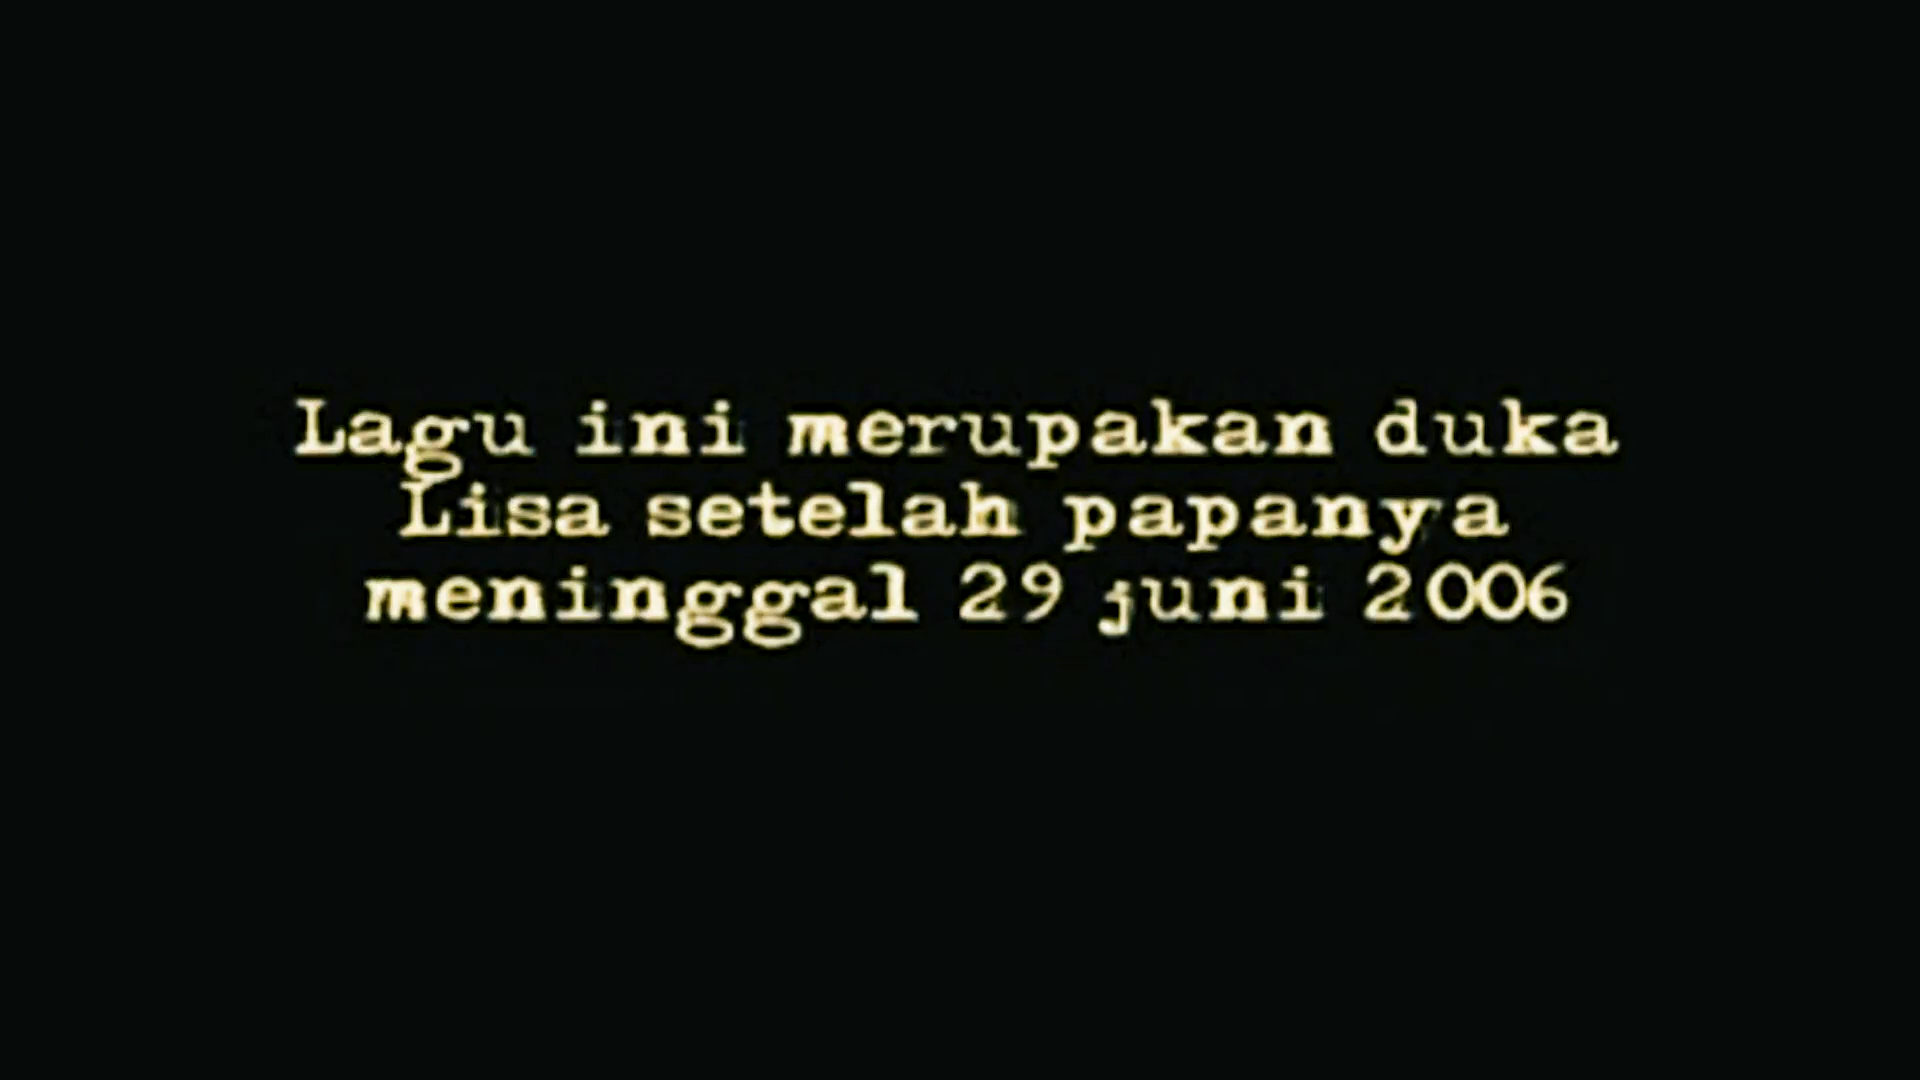 Lagu ini merupakan duka
Lisa setelah papanya
meninggal 29 juni 2006